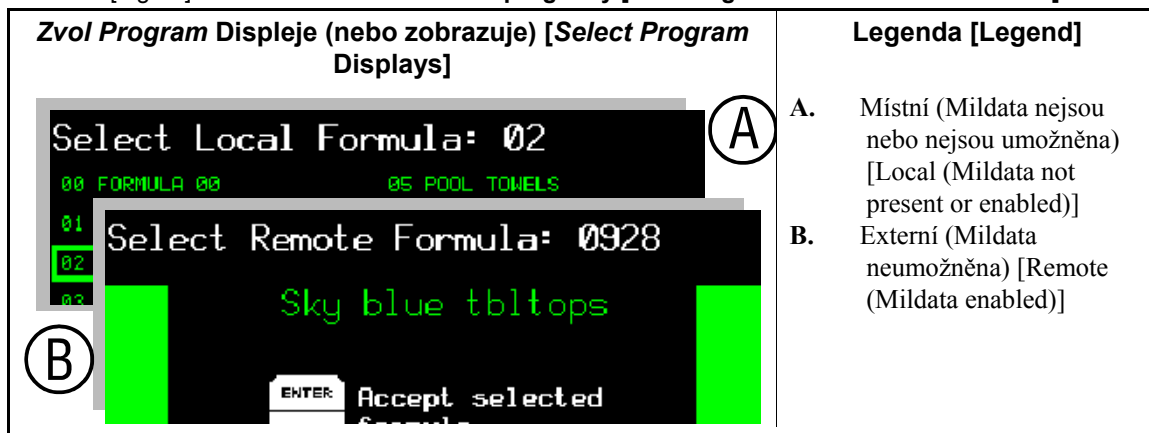 Zvol Program Displeje (nebo zobrazuje) [Select Program
Displays]
Legenda [Legend]
Select Local Formula: 02
00 FORMULA 00 05 POOL TOWELS
01
02
03
A
Select Remote Formula: 0928
Sky blue tbltops
ENTER Accept selected
B
A. Místní (Mildata nejsou
nebo nejsou umožněna)
[Local (Mildata not
present or enabled)]
B. Externí (Mildata
neumožněna) [Remote
(Mildata enabled)]